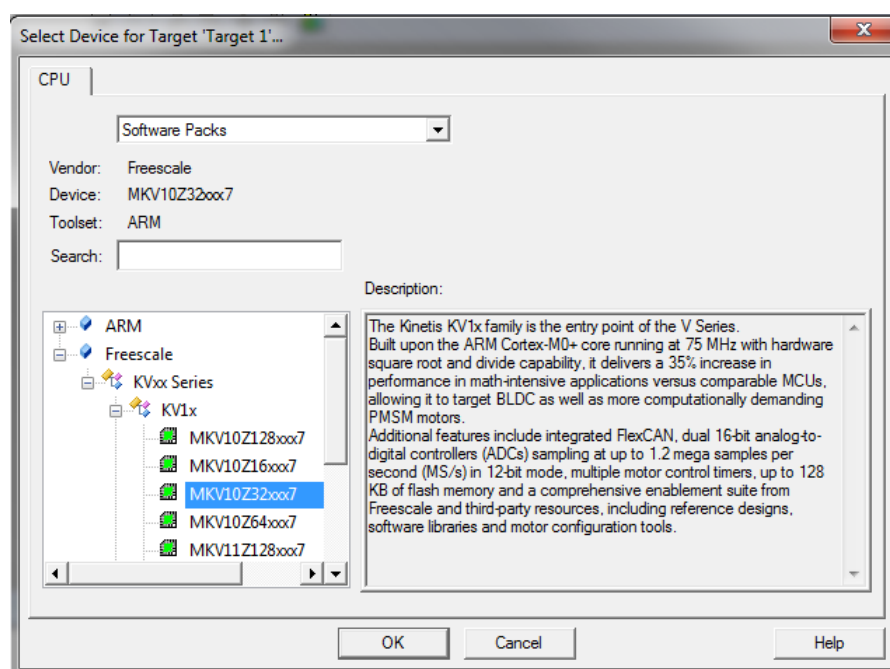 Select Device for Target 'Target 1'...
CPU
Software Packs
Vendor: Freescale
Device: MKV10Z32xxx7
Toolset: ARM
Search:
Description:
ARM
Freescale
KVxx Series
KV1x
MKV10Z128xxx7
MKV10Z16xxx7
MKV10Z32xxx7
MKV10Z64xxx7
MKV11Z128xxx7
The Kinetis KV1x family is the entry point of the V Series.
Built upon the ARM Cortex-M0+ core running at 75 MHz with hardware
square root and divide capability, it delivers a 35% increase in
performance in math-intensive applications versus comparable MCUs,
allowing it to target BLDC as well as more computationally demanding
PMSM motors.
Additional features include integrated FlexCAN, dual 16-bit analog-to-
digital controllers (ADCs) sampling at up to 1.2 mega samples per
second (MS/s) in 12-bit mode, multiple motor control timers, up to 128
KB of flash memory and a comprehensive enablement suite from
Freescale and third-party resources, including reference designs,
software libraries and motor configuration tools.
OK
Cancel
Help